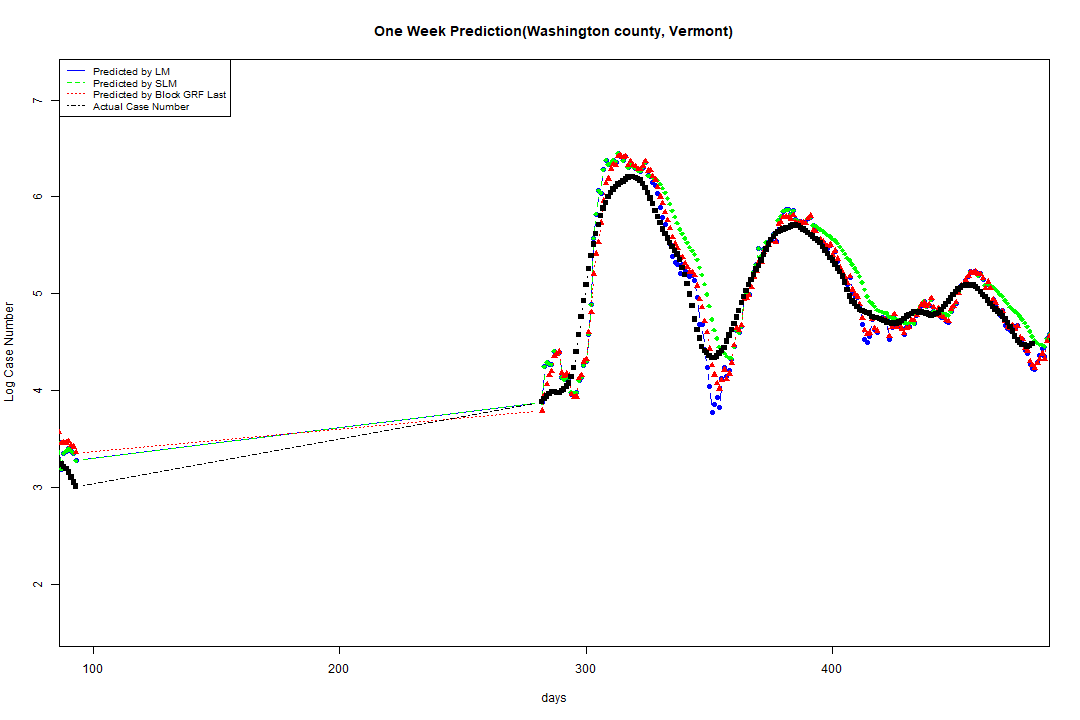 One Week Prediction(Washington county, Vermont)
Predicted by LM
Predicted by SLM
Predicted by Block GRF Last
Actual Case Number
7
6
5
4
3
2
Log Case Number
100 200 300 400
days